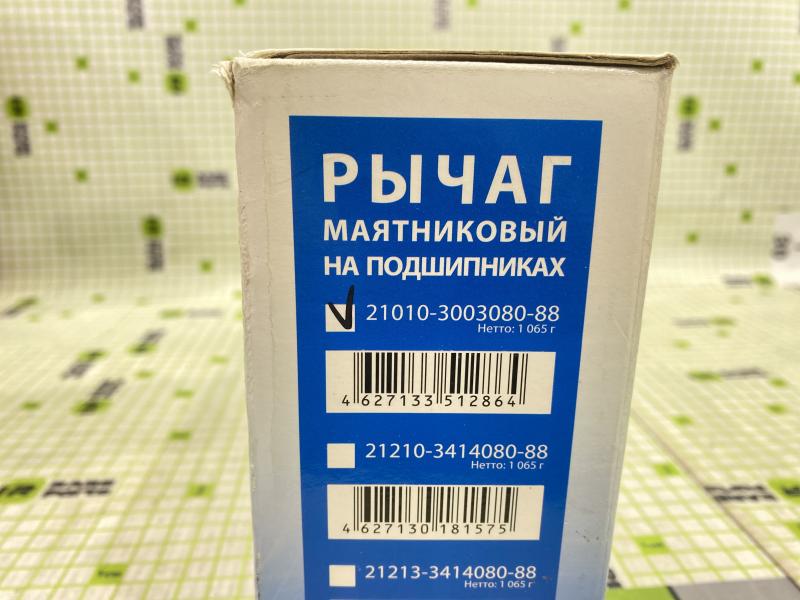 РЫЧАГ
МАЯТНИКОВЫЙ
НА ПОДШИПНИКАХ
21010-3003080-88
Нетто: 1 065 г
4 627133 512864
21210-3414080-88
Нетто: 1 065 г
4 627130 181575
21213-3414080-88
Нетто: 1 065 г